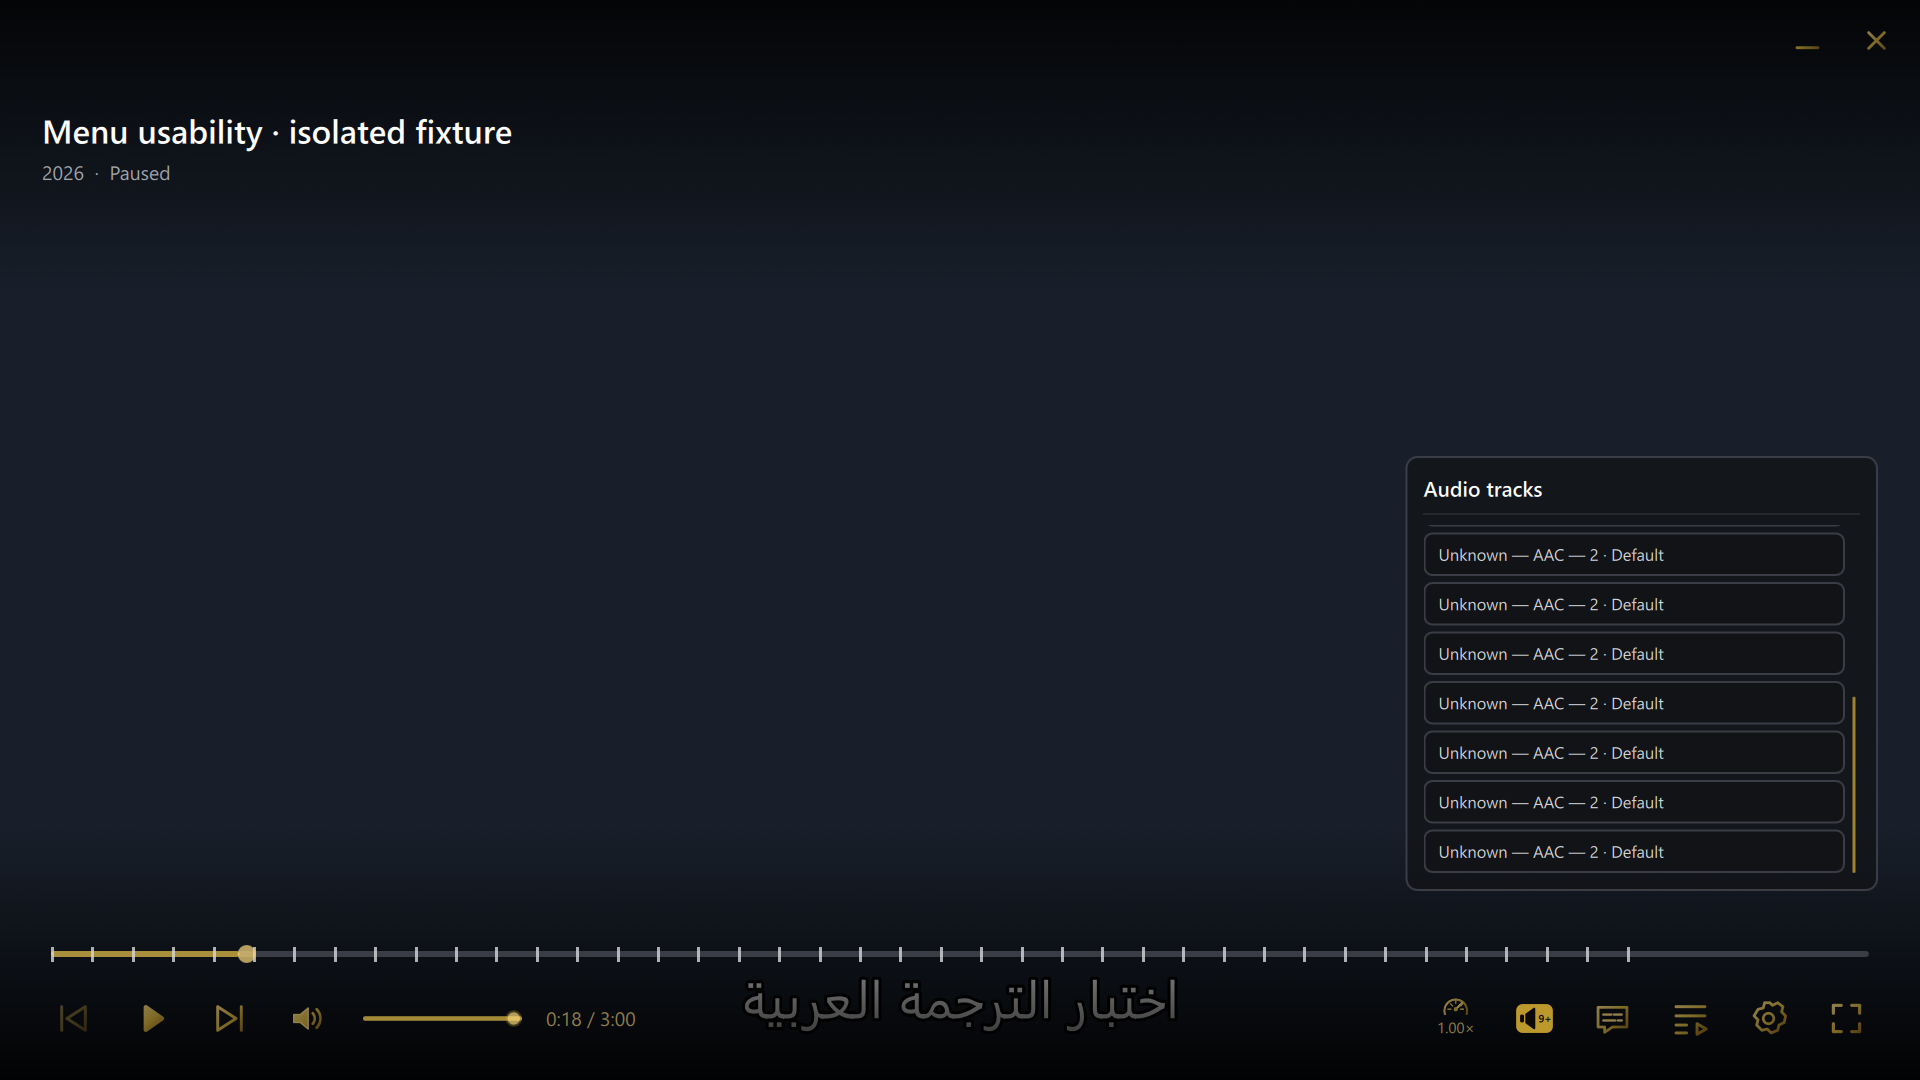 Menu usability · isolated fixture
2026 · Paused
Audio tracks
Unknown — AAC — 2 · Default
Unknown — AAC — 2 · Default
Unknown — AAC — 2 · Default
Unknown — AAC — 2 · Default
Unknown — AAC — 2 · Default
Unknown — AAC — 2 · Default
Unknown — AAC — 2 · Default
اختبار الترجمة العربية
0:18 / 3:00
1.00×
9+